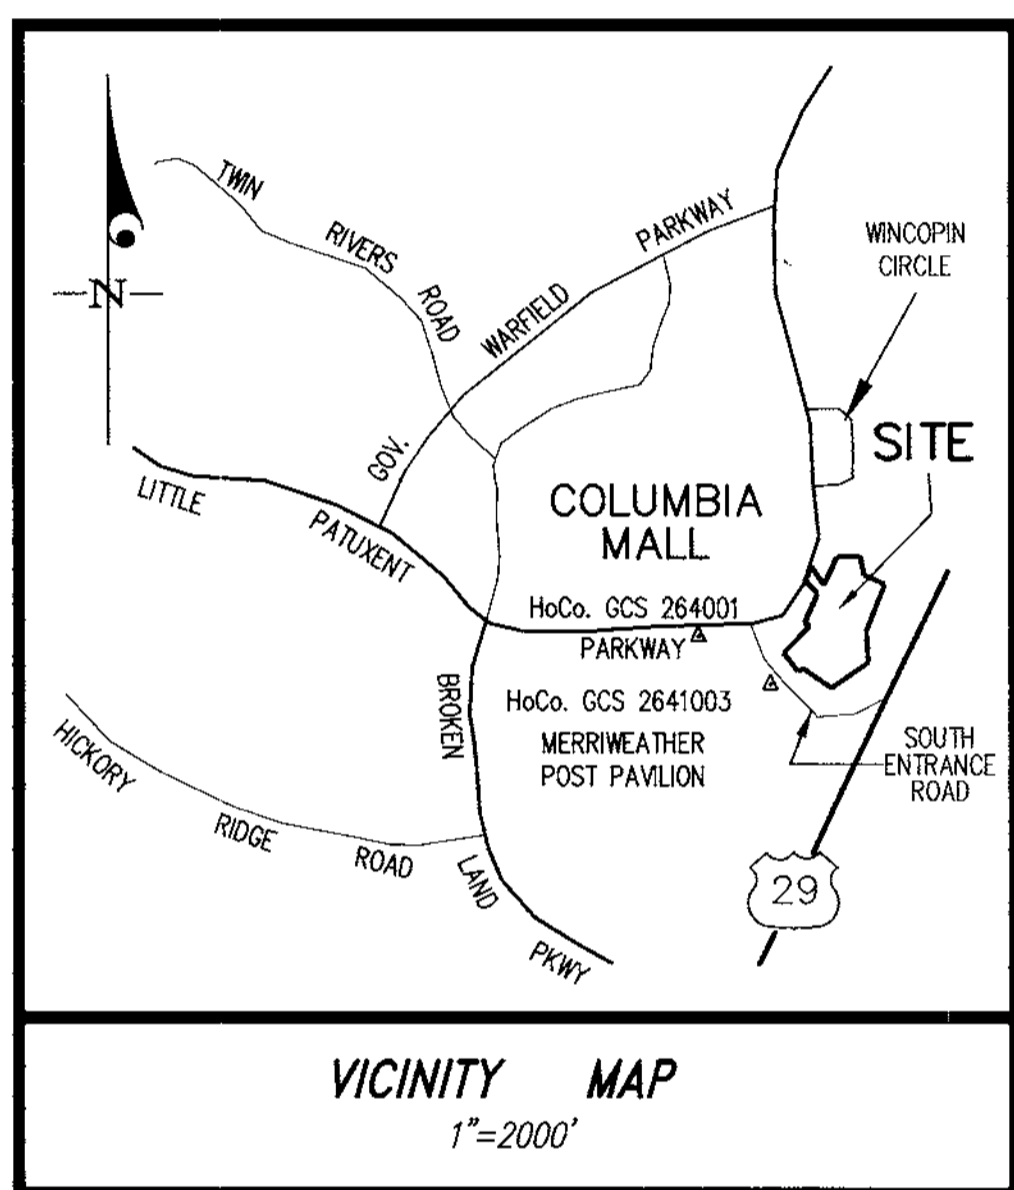 N
TWIN RIVERS ROAD
GOV. WARFIELD PARKWAY
WINCOPIN
CIRCLE
SITE
COLUMBIA
MALL
LITTLE PATUXENT PARKWAY
HoCo. GCS 264001
HoCo. GCS 2641003
MERRIWEATHER
POST PAVILION
BROKEN LAND PKWY
HICKORY RIDGE ROAD
SOUTH
ENTRANCE
ROAD
29
VICINITY MAP
1"=2000'